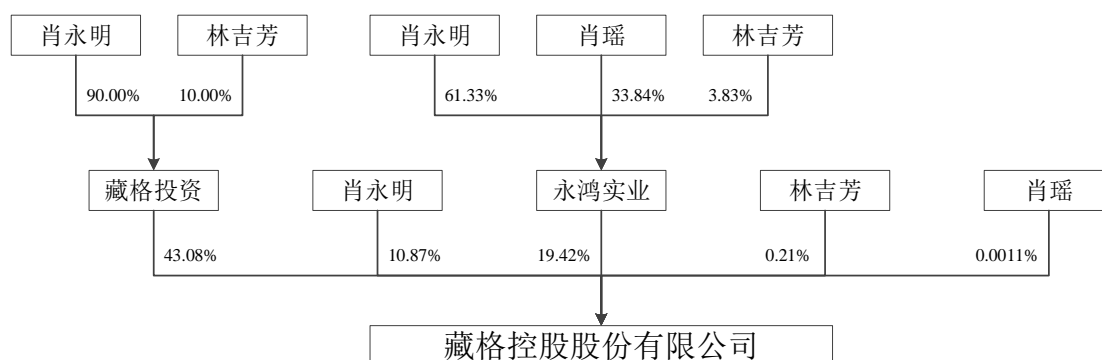 肖永明 林吉芳 肖永明 肖瑶 林吉芳
90.00% 10.00% 61.33% 33.84% 3.83%
藏格投资 肖永明 永鸿实业 林吉芳 肖瑶
43.08% 10.87% 19.42% 0.21% 0.0011%
藏格控股股份有限公司